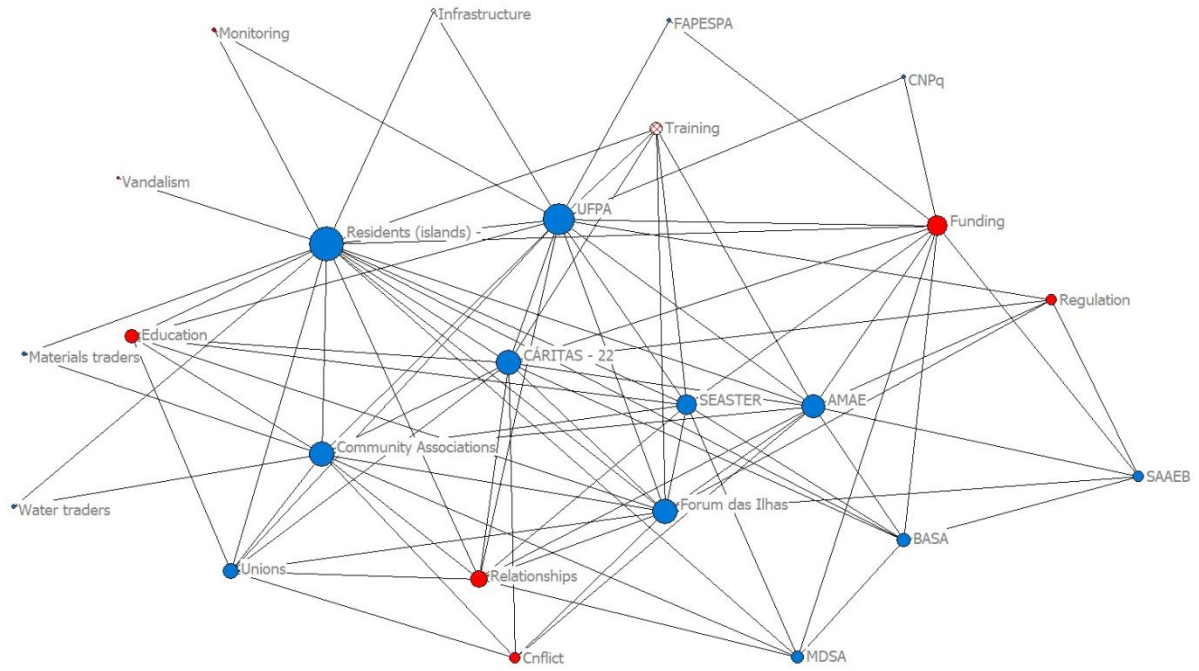 Infrastructure
Monitoring
FAPESPA
CNPq
Training
Vandalism
UFPA
Residents (islands) -
Funding
Regulation
Education
Materials traders
CÁRITAS - 22
SEASTER
AMAE
Community Associations
SAAEB
Water traders
Forum das Ilhas
BASA
Unions
Relationships
Cnflict
MDSA